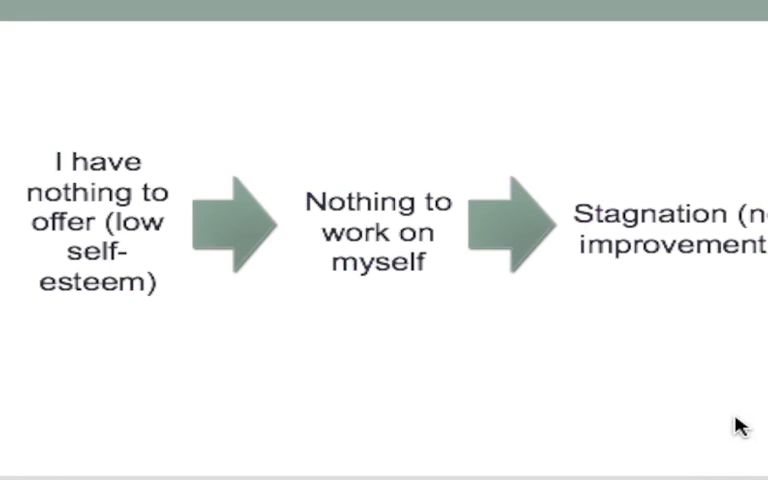 I have
nothing to
offer (low
self-
esteem)
Nothing to
work on
myself
Stagnation
improvement